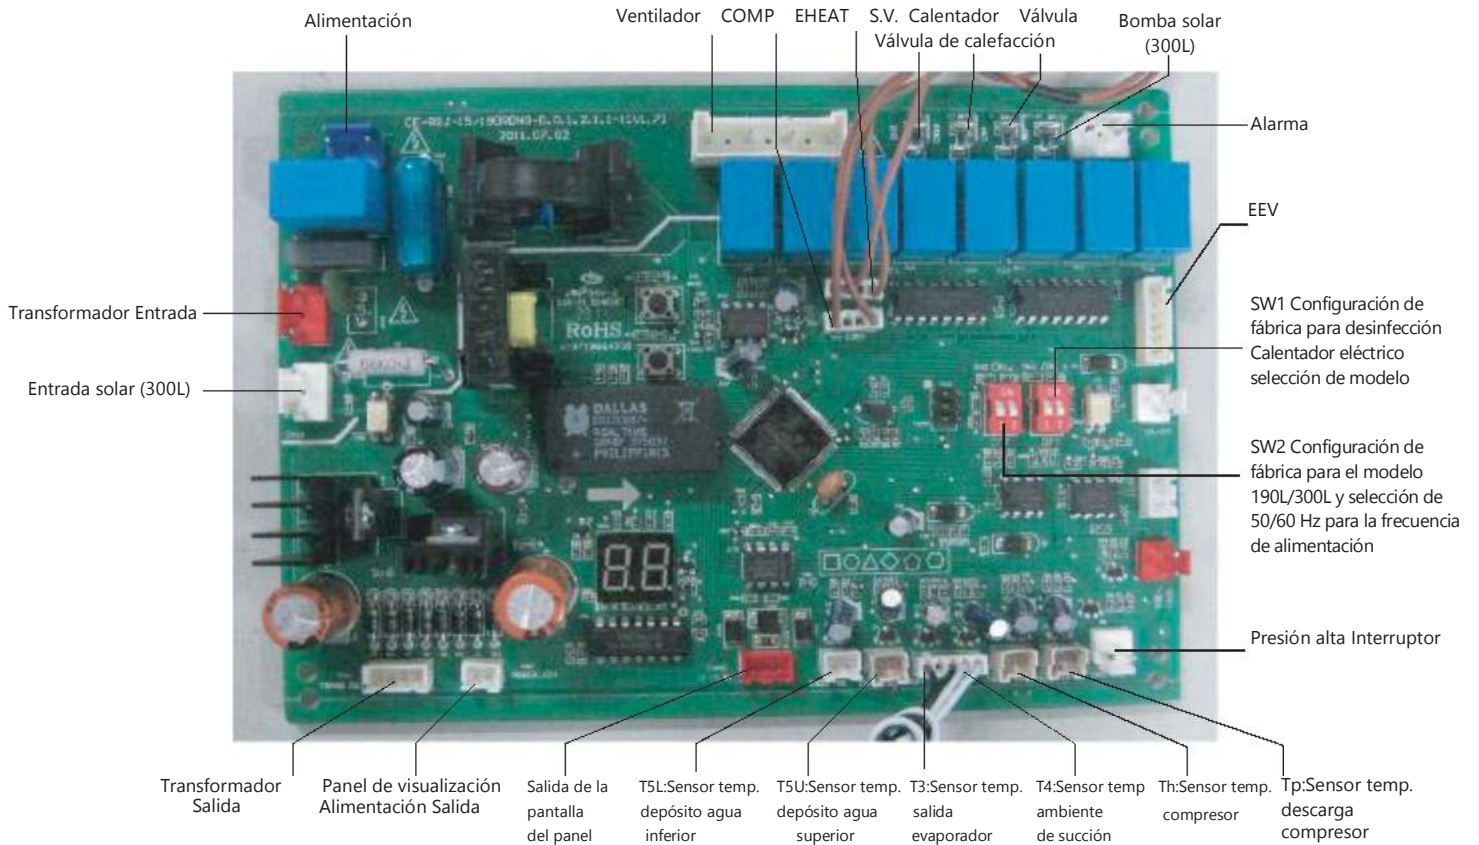 Alimentación
Ventilador COMP EHEAT S.V. Calentador Válvula
Válvula de calefacción
Bomba solar
(300L)
Alarma
EEV
SW1 Configuración de
fábrica para desinfección
Calentador eléctrico
selección de modelo
SW2 Configuración de
fábrica para el modelo
190L/300L y selección de
50/60 Hz para la frecuencia
de alimentación
Presión alta Interruptor
Transformador Entrada
Entrada solar (300L)
2011.07.02
RoHS
DALLAS
PHILIPPINES
Transformador
Salida
Panel de visualización
Alimentación Salida
Salida de la
pantalla
del panel
T5L:Sensor temp.
depósito agua
inferior
T5U:Sensor temp.
depósito agua
superior
T3:Sensor temp.
salida
evaporador
T4:Sensor temp
ambiente
de succión
Th:Sensor temp.
compresor
Tp:Sensor temp.
descarga
compresor